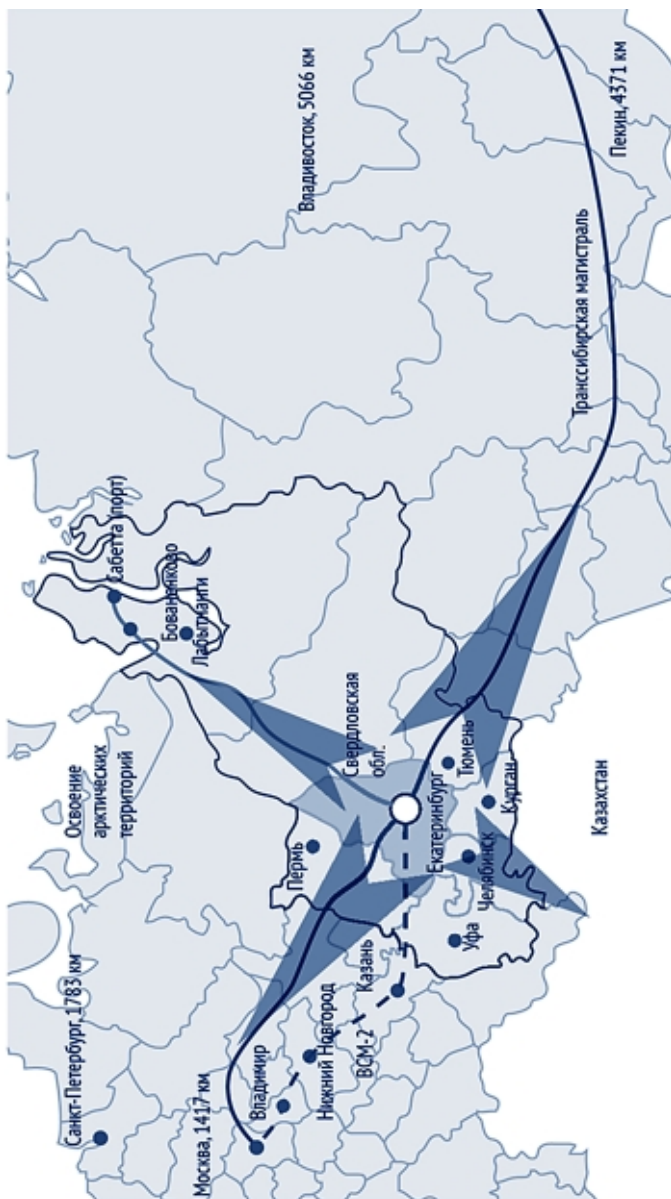 Санкт-Петербург, 1783 км
Освоение
арктических
территорий
Сабетта (порт)
Бованенково
Лабытнанги
Москва, 1417 км
Владимир
Нижний Новгород
ВСМ-2
Казань
Пермь
Свердловская
обл.
Екатеринбург
Тюмень
Уфа
Челябинск
Курган
Казахстан
Владивосток, 5066 км
Транссибирская магистраль
Пекин, 4371 км